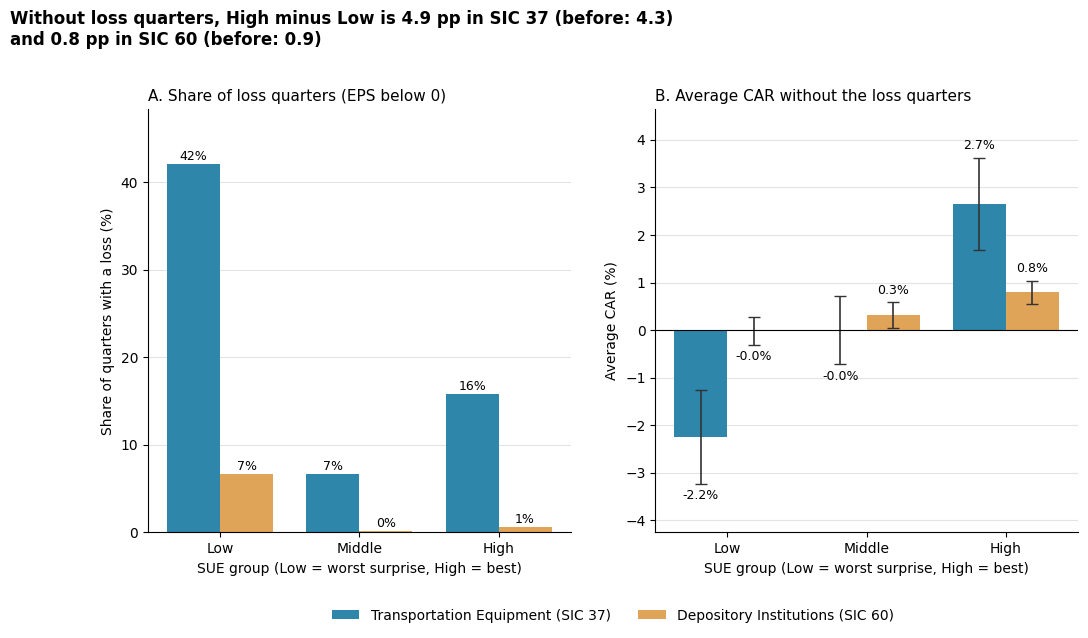 Without loss quarters, High minus Low is 4.9 pp in SIC 37 (before: 4.3)
and 0.8 pp in SIC 60 (before: 0.9)
A. Share of loss quarters (EPS below 0)
Share of quarters with a loss (%)
40
30
20
10
0
42%
7%
7%
0%
16%
1%
Low
Middle
High
SUE group (Low = worst surprise, High = best)
B. Average CAR without the loss quarters
Average CAR (%)
4
3
2
1
0
−1
−2
−3
−4
-2.2%
-0.0%
-0.0%
0.3%
2.7%
0.8%
Low
Middle
High
SUE group (Low = worst surprise, High = best)
Transportation Equipment (SIC 37)
Depository Institutions (SIC 60)